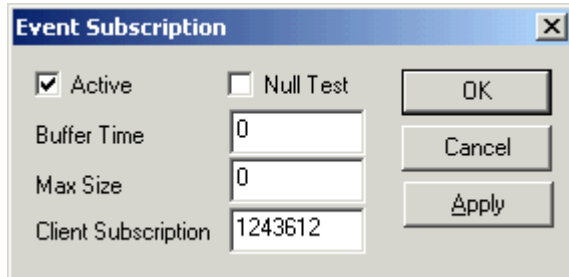 Event Subscription
Active
Null Test
OK
Buffer Time
0
Cancel
Max Size
0
Apply
Client Subscription
1243612